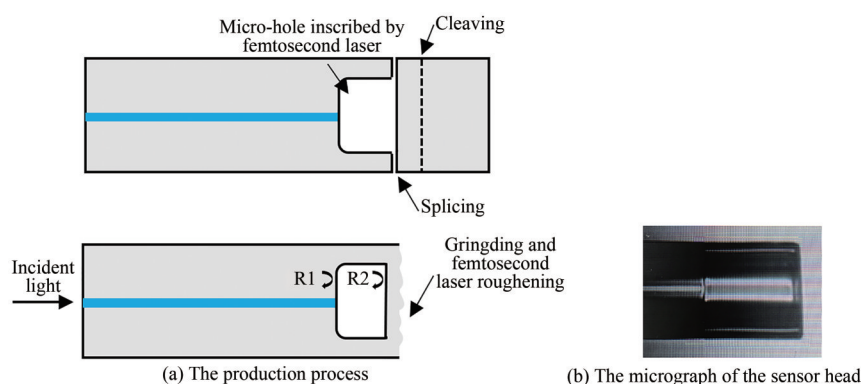 Micro-hole inscribed by
femtosecond laser
Cleaving
Splicing
Incident
light
R1
R2
Gringding and
femtosecond
laser roughening
(a) The production process
(b) The micrograph of the sensor head